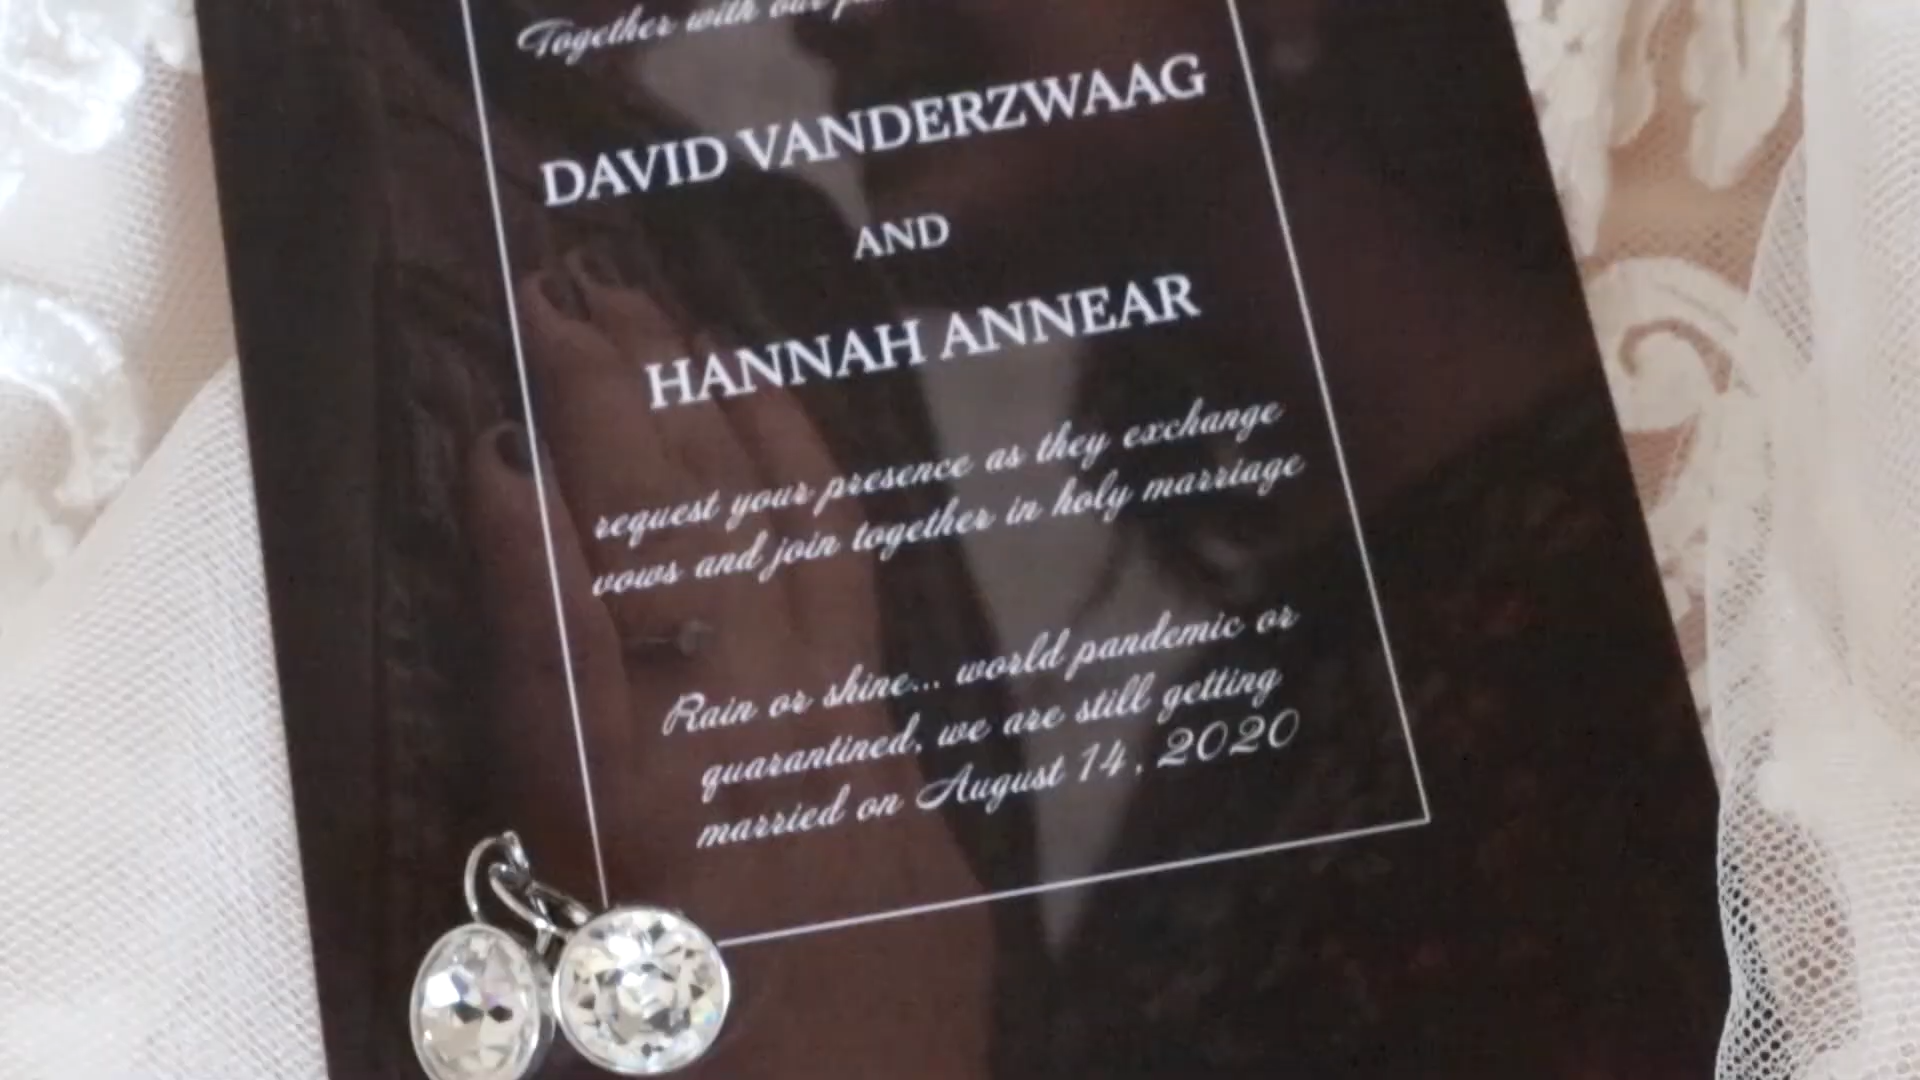 Together with our
DAVID VANDERZWAAG
AND
HANNAH ANNEAR
request your presence as they exchange
vows and join together in holy marriage
Rain or shine... world pandemic or
quarantined, we are still getting
married on August 14, 2020